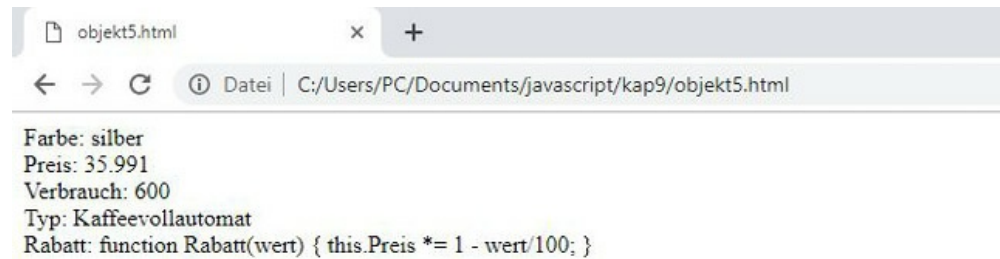 objekt5.html
Datei | C:/Users/PC/Documents/javascript/kap9/objekt5.html
Farbe: silber
Preis: 35.991
Verbrauch: 600
Typ: Kaffeevollautomat
Rabatt: function Rabatt(wert) { this.Preis *= 1 - wert/100; }